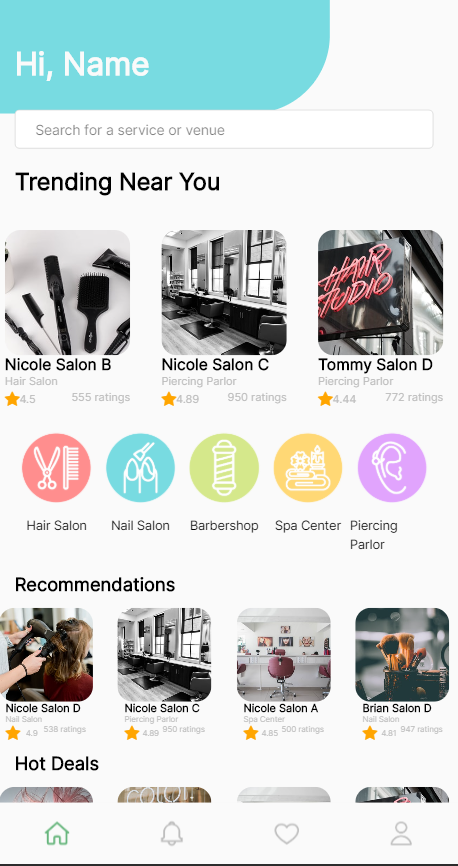 Hi, Name
Search for a service or venue
Trending Near You
HAIR
STUDIO
Nicole Salon B
Nicole Salon C
Tommy Salon D
Hair Salon
Piercing Parlor
Piercing Parlor
4.5
555 ratings
4.89
950 ratings
4.44
772 ratings
Hair Salon
Nail Salon
Barbershop
Spa Center
Piercing
Parlor
Recommendations
Nicole Salon D
Nicole Salon C
Nicole Salon A
Brian Salon D
Nail Salon
Piercing Parlor
Spa Center
Nail Salon
4.9
538 ratings
4.89
950 ratings
4.85
500 ratings
4.81
947 ratings
Hot Deals